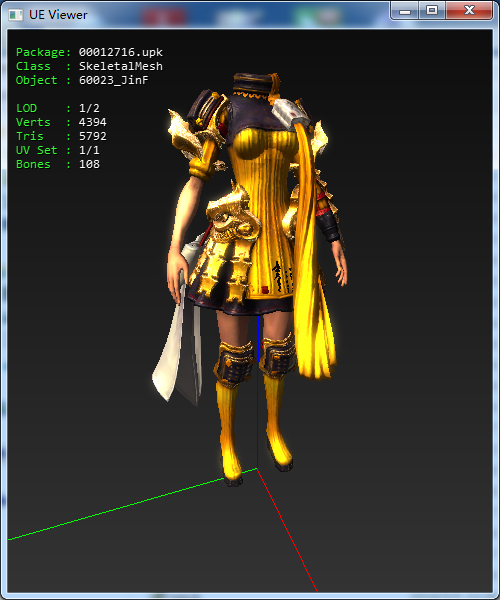 UE Viewer
Package: 00012716.upk
Class : SkeletalMesh
Object : 60023_JinF
LOD : 1/2
Verts : 4394
Tris : 5792
UV Set : 1/1
Bones : 108